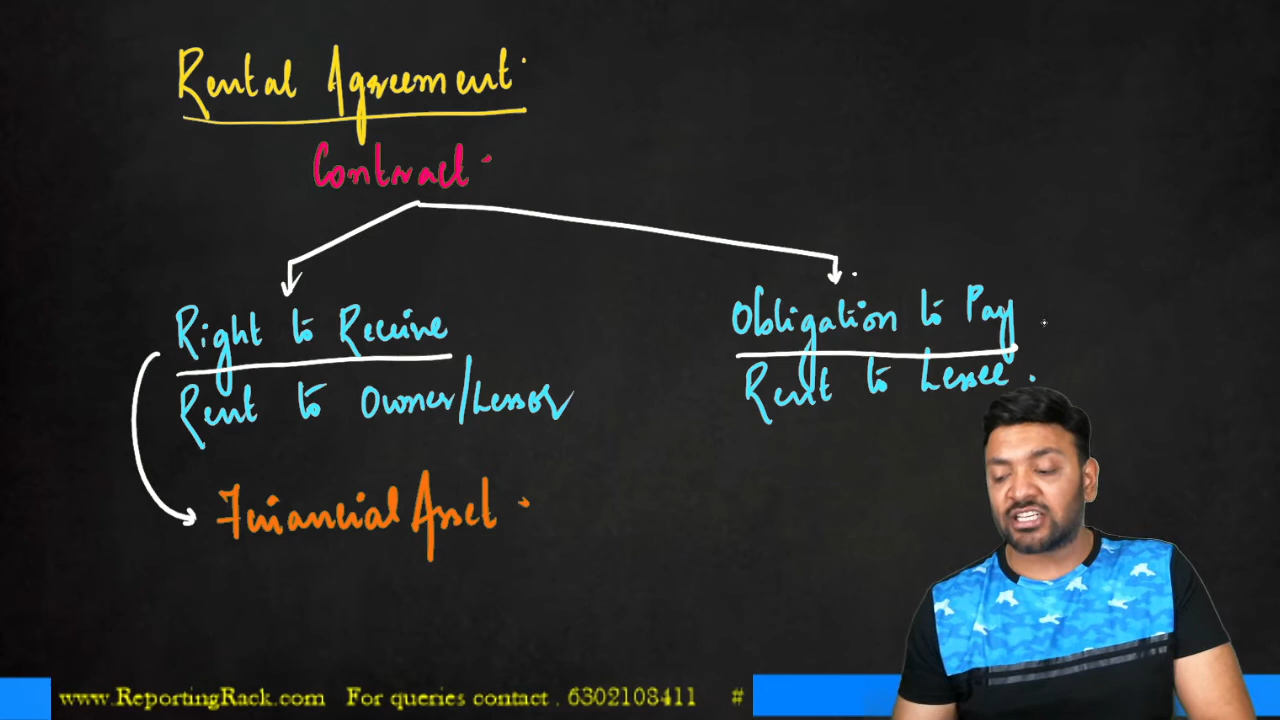 Rental Agreement.
Contract.
Right to Receive
Rent to Owner/Lessor
Financial Asset.
Obligation to Pay
Rent to Lessee.
www.ReportingRack.com For queries contact . 6302108411 #